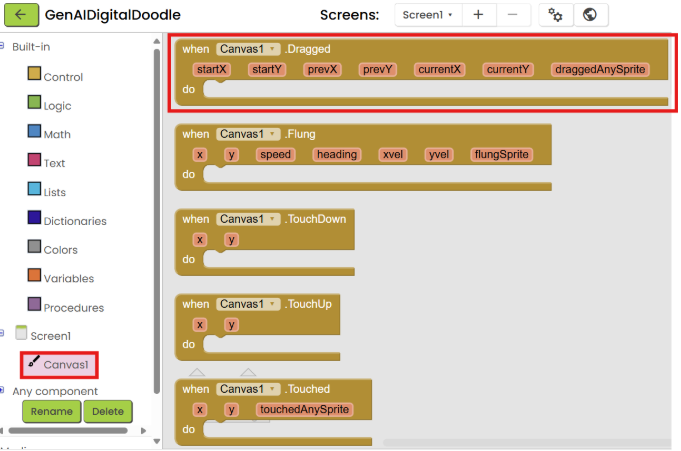 GenAIDigitalDoodle Screens: Screen1 + −
Built-in
Control
Logic
Math
Text
Lists
Dictionaries
Colors
Variables
Procedures
Screen1
Canvas1
Any component
Rename Delete
when Canvas1 .Dragged
startX startY prevX prevY currentX currentY draggedAnySprite
do
when Canvas1 .Flung
x y speed heading xvel yvel flungSprite
do
when Canvas1 .TouchDown
x y
do
when Canvas1 .TouchUp
x y
do
when Canvas1 .Touched
x y touchedAnySprite
do